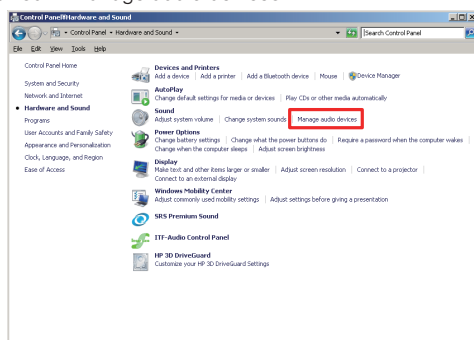 Control Panel\Hardware and Sound
Control Panel Hardware and Sound
Search Control Panel
File Edit View Tools Help
Control Panel Home
System and Security
Network and Internet
Hardware and Sound
Programs
User Accounts and Family Safety
Appearance and Personalization
Clock, Language, and Region
Ease of Access
Devices and Printers
Add a device Add a printer Add a Bluetooth device Mouse Device Manager
AutoPlay
Change default settings for media or devices Play CDs or other media automatically
Sound
Adjust system volume Change system sounds Manage audio devices
Power Options
Change battery settings Change what the power buttons do Require a password when the computer wakes
Change when the computer sleeps Adjust screen brightness
Display
Make text and other items larger or smaller Adjust screen resolution Connect to a projector
Connect to an external display
Windows Mobility Center
Adjust commonly used mobility settings Adjust settings before giving a presentation
SRS Premium Sound
ITF-Audio Control Panel
HP 3D DriveGuard
Customize your HP 3D DriveGuard Settings